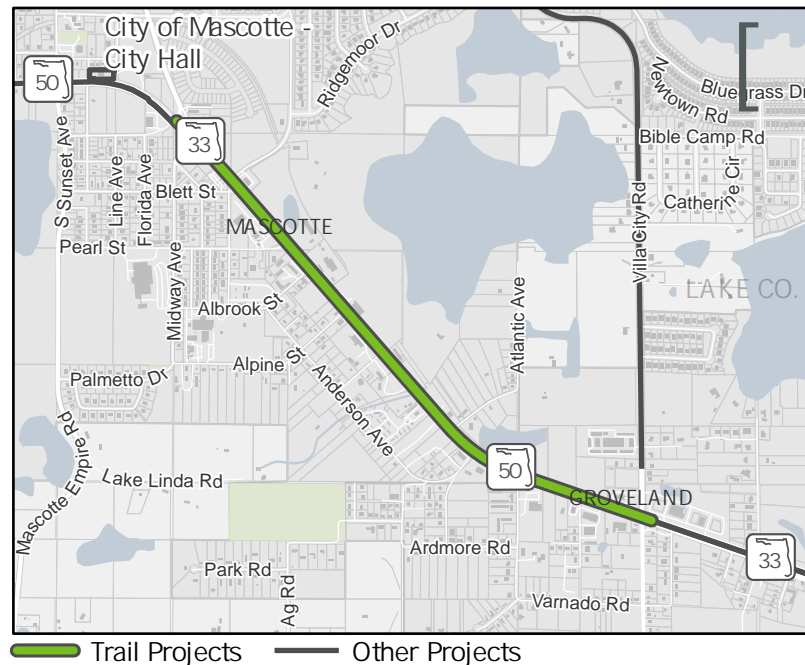 City of Mascotte -
City Hall
50
33
S Sunset Ave
Line Ave
Florida Ave
Blett St
Pearl St
Midway Ave
MASCOTTE
Ridgemoor Dr
Newtown Rd
Bluegrass Dr
Bible Camp Rd
Catherine Cir
Villa City Rd
LAKE CO.
Atlantic Ave
Albrook St
Alpine St
Anderson Ave
Palmetto Dr
Mascotte Empire Rd
Lake Linda Rd
50
GROVELAND
33
Ardmore Rd
Park Rd
Ag Rd
Varnado Rd
Trail Projects
Other Projects